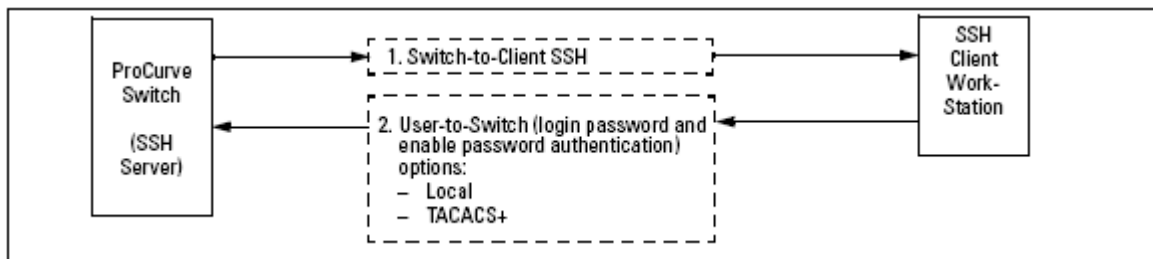 ProCurve
Switch
(SSH
Server)
1. Switch-to-Client SSH
2. User-to-Switch (login password and
enable password authentication)
options:
– Local
– TACACS+
SSH
Client
Work-
Station